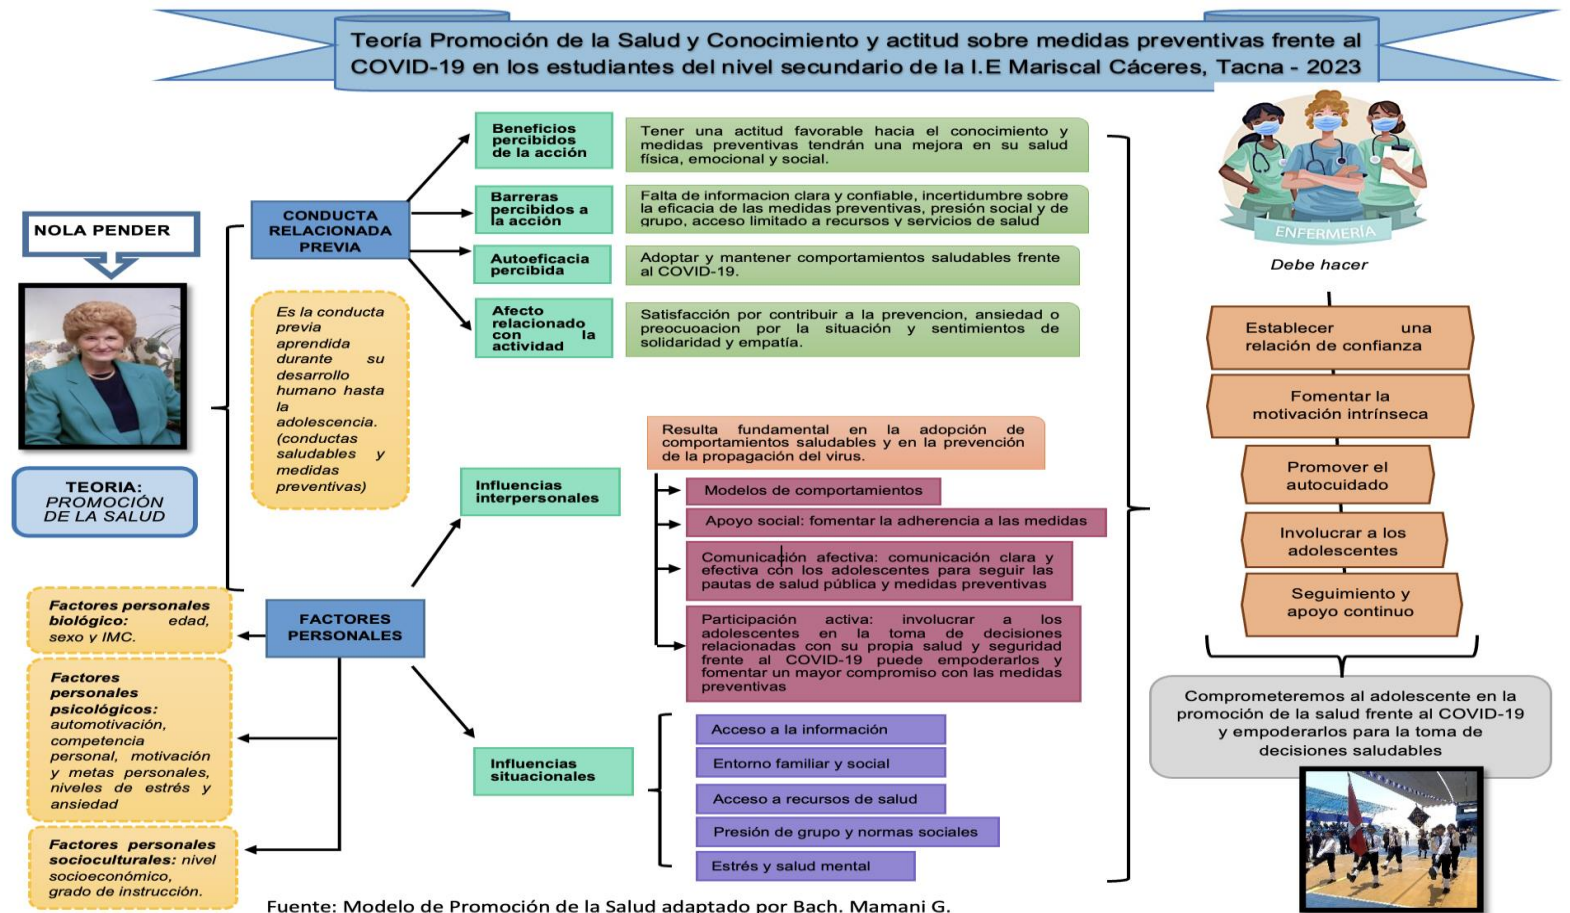 Teoría Promoción de la Salud y Conocimiento y actitud sobre medidas preventivas frente al
COVID-19 en los estudiantes del nivel secundario de la I.E Mariscal Cáceres, Tacna - 2023
NOLA PENDER
TEORIA:
PROMOCIÓN
DE LA SALUD
CONDUCTA
RELACIONADA
PREVIA
Es la conducta
previa
aprendida
durante su
desarrollo
humano hasta
la
adolescencia.
(conductas
saludables y
medidas
preventivas)
Beneficios
percibidos
de la acción
Tener una actitud favorable hacia el conocimiento y
medidas preventivas tendrán una mejora en su salud
física, emocional y social.
Barreras
percibidos a
la acción
Falta de informacion clara y confiable, incertidumbre sobre
la eficacia de las medidas preventivas, presión social y de
grupo, acceso limitado a recursos y servicios de salud
Autoeficacia
percibida
Adoptar y mantener comportamientos saludables frente
al COVID-19.
Afecto
relacionado
con la
actividad
Satisfacción por contribuir a la prevencion, ansiedad o
preocuoacion por la situación y sentimientos de
solidaridad y empatía.
FACTORES
PERSONALES
Factores personales
biológico: edad,
sexo y IMC.
Factores
personales
psicológicos:
automotivación,
competencia
personal, motivación
y metas personales,
niveles de estrés y
ansiedad
Factores personales
socioculturales: nivel
socioeconómico,
grado de instrucción.
Influencias
interpersonales
Resulta fundamental en la adopción de
comportamientos saludables y en la prevención
de la propagación del virus.
Modelos de comportamientos
Apoyo social: fomentar la adherencia a las medidas
Comunicación afectiva: comunicación clara y
efectiva con los adolescentes para seguir las
pautas de salud pública y medidas preventivas
Participación activa: involucrar a los
adolescentes en la toma de decisiones
relacionadas con su propia salud y seguridad
frente al COVID-19 puede empoderarlos y
fomentar un mayor compromiso con las medidas
preventivas
Influencias
situacionales
Acceso a la información
Entorno familiar y social
Acceso a recursos de salud
Presión de grupo y normas sociales
Estrés y salud mental
ENFERMERÍA
Debe hacer
Establecer una
relación de confianza
Fomentar la
motivación intrínseca
Promover el
autocuidado
Involucrar a los
adolescentes
Seguimiento y
apoyo continuo
Comprometeremos al adolescente en la
promoción de la salud frente al COVID-19
y empoderarlos para la toma de
decisiones saludables
Fuente: Modelo de Promoción de la Salud adaptado por Bach. Mamani G.